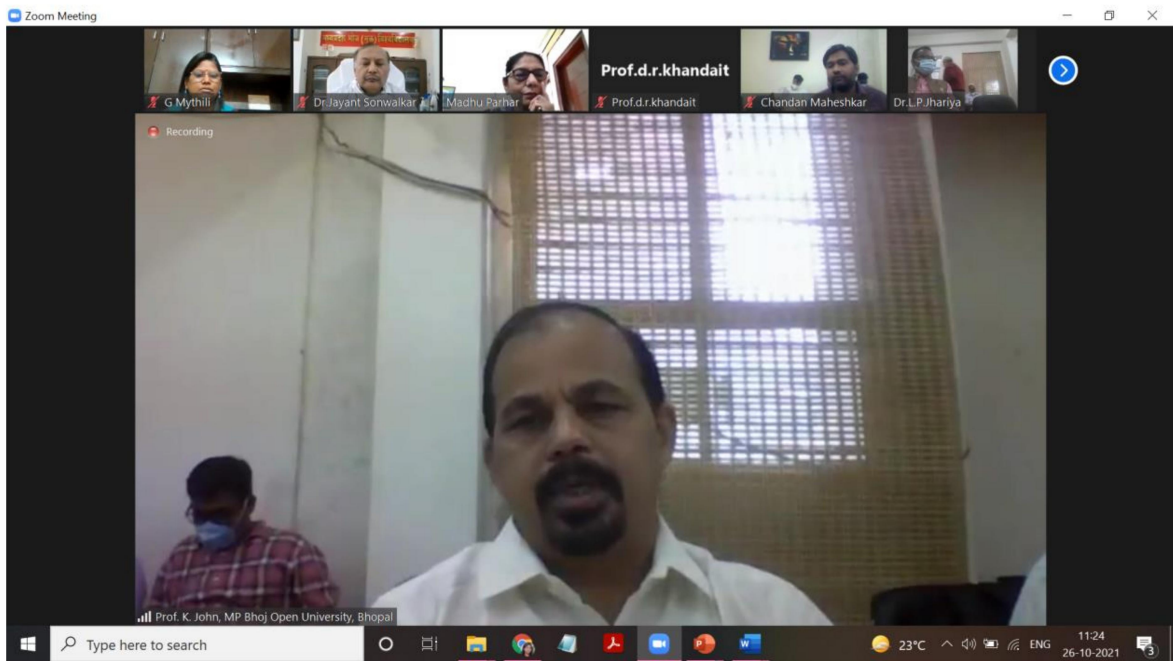 Zoom Meeting
G Mythili
Dr.Jayant Sonwalkar
Madhu Parhar
Prof.d.r.khandait
Prof.d.r.khandait
Chandan Maheshkar
Dr.L.P.Jhariya
Recording
Prof. K. John, MP Bhoj Open University, Bhopal
Type here to search
23°C
ENG
11:24
26-10-2021
3